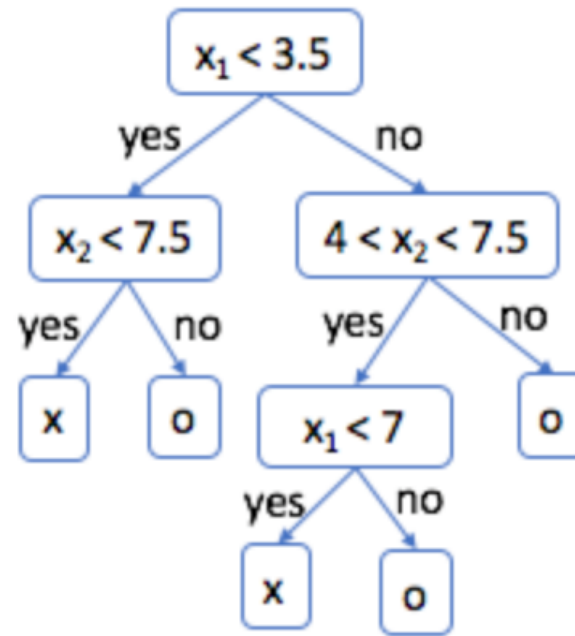 x₁ < 3.5
yes no
x₂ < 7.5 4 < x₂ < 7.5
yes no yes no
x o x₁ < 7 o
yes no
x o